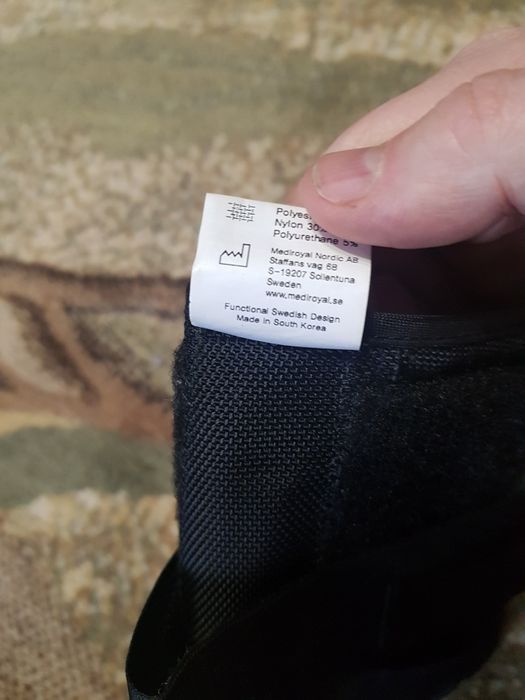 Nylon 30%
Polyurethane 5%
Mediroyal Nordic AB
Staffans väg 6B
S-19207 Sollentuna
Sweden
www.mediroyal.se
Functional Swedish Design
Made in South Korea